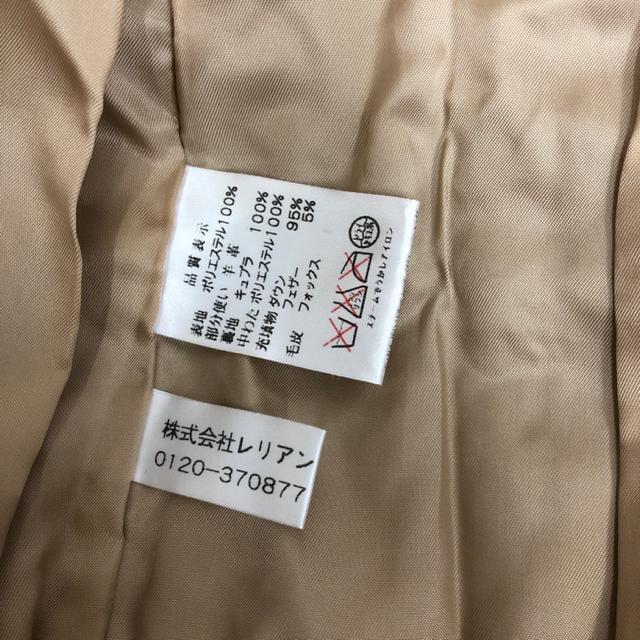 品質表示
表地 ポリエステル100%
部分使い 羊革
裏地 キュプラ 100%
中わた ポリエステル100%
充填物 ダウン 95%
フェザー 5%
毛皮 フォックス
スチームでうかしアイロン
株式会社レリアン
0120-370877